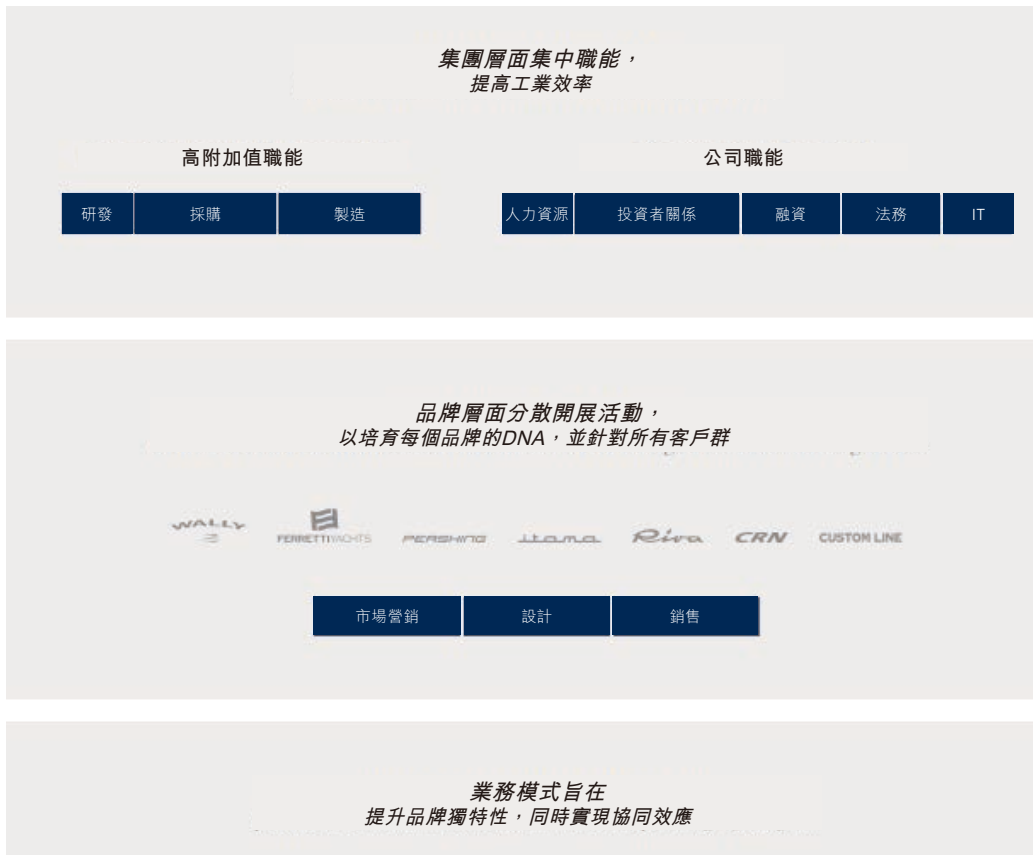 集團層面集中職能，
提高工業效率
高附加值職能
公司職能
研發 採購 製造
人力資源 投資者關係 融資 法務 IT
品牌層面分散開展活動，
以培育每個品牌的DNA，並針對所有客戶群
WALLY FERRETTIYACHTS PERSHING itama Riva CRN CUSTOM LINE
市場營銷 設計 銷售
業務模式旨在
提升品牌獨特性，同時實現協同效應